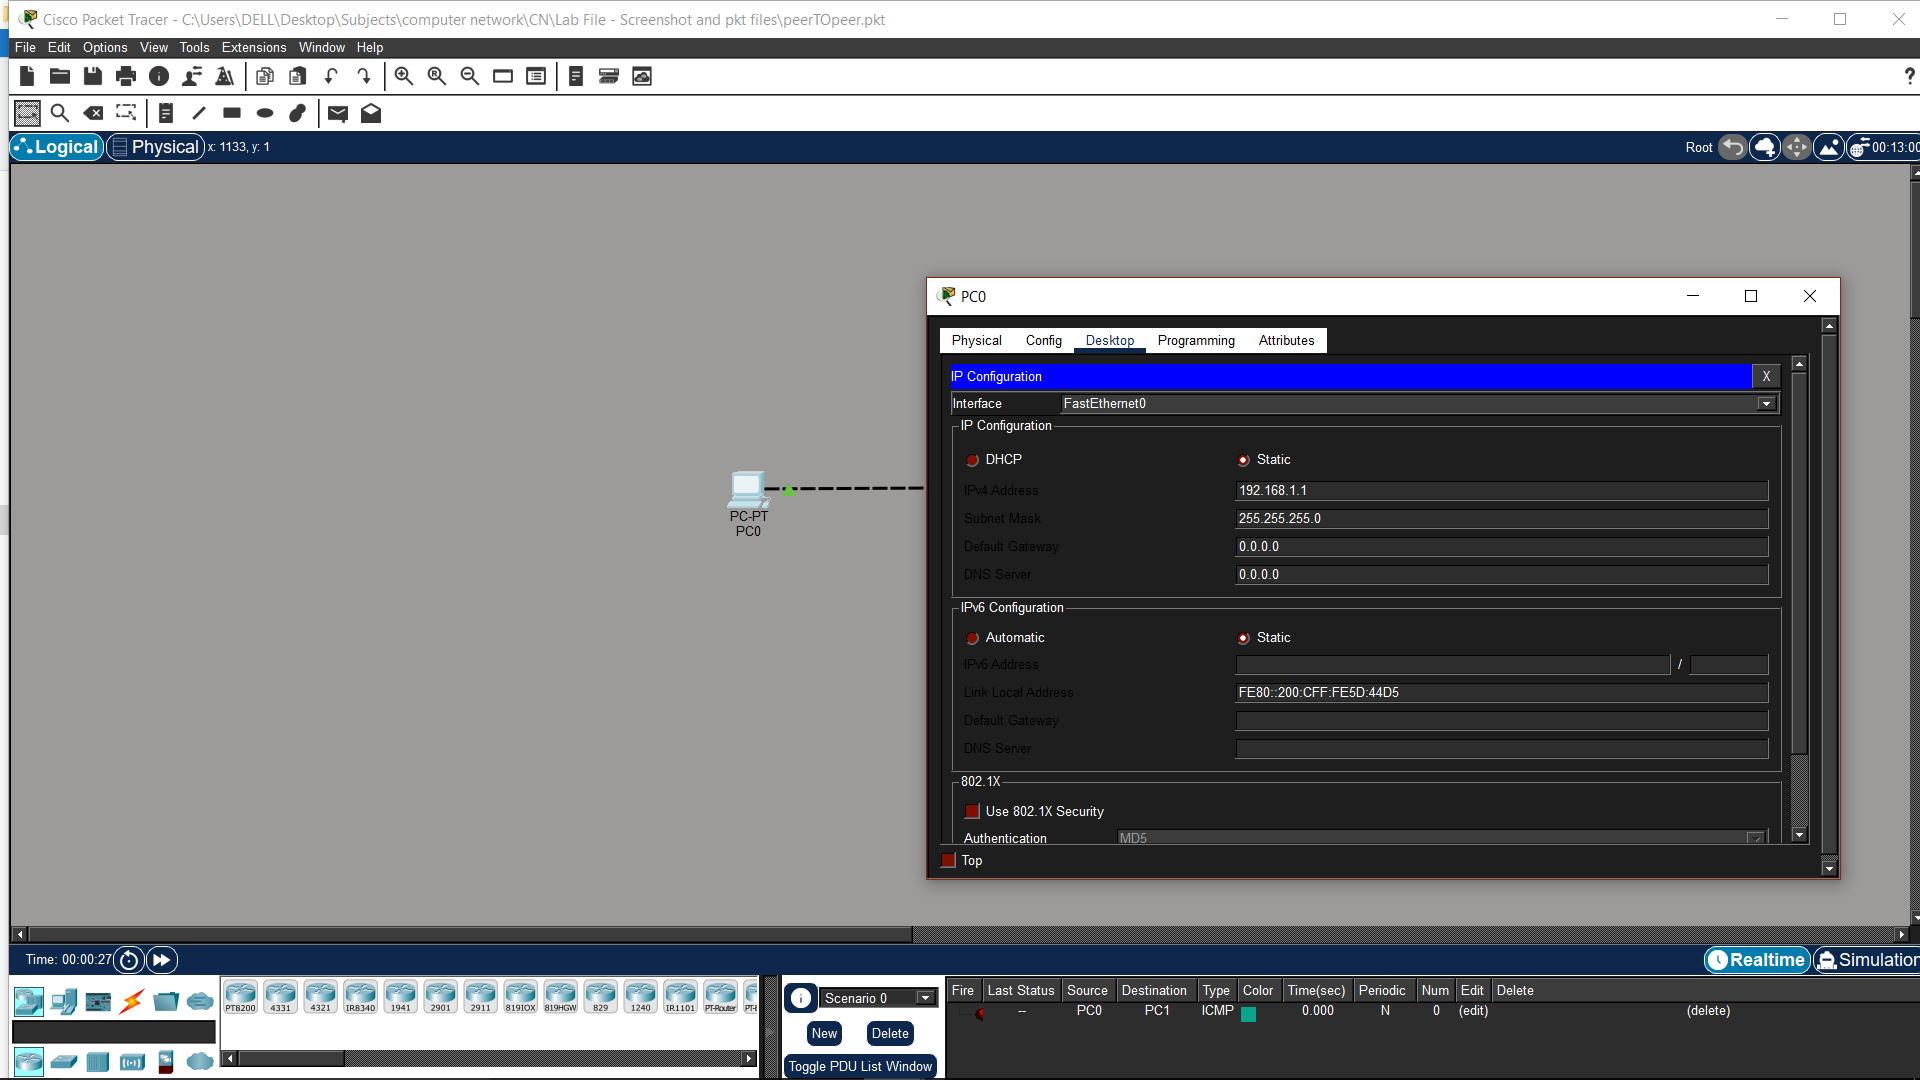 Cisco Packet Tracer - C:\Users\DELL\Desktop\Subjects\computer network\CN\Lab File - Screenshot and pkt files\peerTOpeer.pkt
File Edit Options View Tools Extensions Window Help
?
Logical Physical x: 1133, y: 1 Root 00:13:00
PC0
Physical Config Desktop Programming Attributes
IP Configuration X
Interface FastEthernet0
IP Configuration
DHCP Static
IPv4 Address 192.168.1.1
Subnet Mask 255.255.255.0
Default Gateway 0.0.0.0
DNS Server 0.0.0.0
IPv6 Configuration
Automatic Static
IPv6 Address /
Link Local Address FE80::200:CFF:FE5D:44D5
Default Gateway
DNS Server
802.1X
Use 802.1X Security
Authentication MD5
Top
PC-PT
PC0
Time: 00:00:27 Realtime Simulation
PT8200 4331 4321 IR8340 1941 2901 2911 819IOX 819HGW 829 1240 IR1101 PT-Router PT-
Scenario 0
New Delete
Toggle PDU List Window
Fire Last Status Source Destination Type Color Time(sec) Periodic Num Edit Delete
-- PC0 PC1 ICMP 0.000 N 0 (edit) (delete)